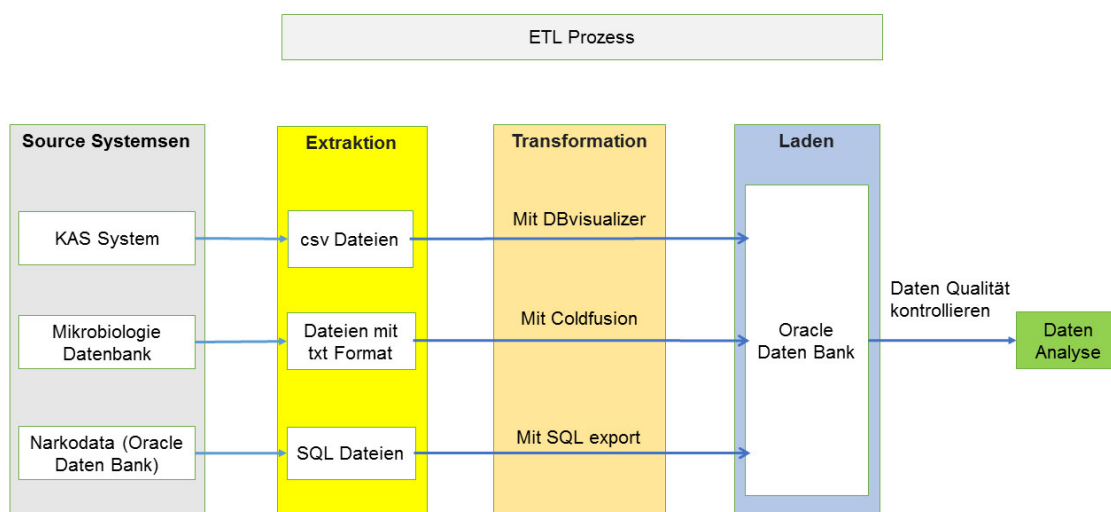 ETL Prozess
Source Systemsen
Extraktion
Transformation
Laden
KAS System
csv Dateien
Mit DBvisualizer
Mikrobiologie
Datenbank
Dateien mit
txt Format
Mit Coldfusion
Narkodata (Oracle
Daten Bank)
SQL Dateien
Mit SQL export
Oracle
Daten Bank
Daten Qualität
kontrollieren
Daten
Analyse